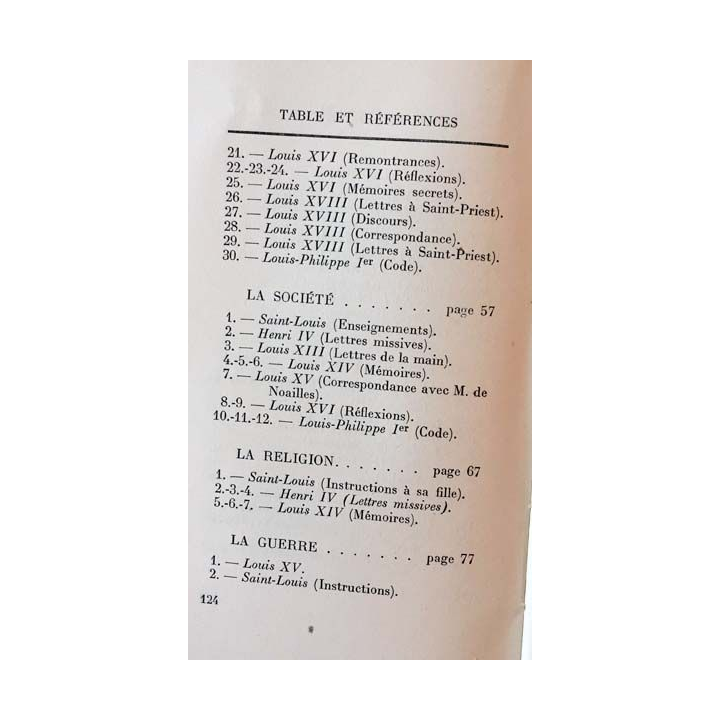 TABLE ET RÉFÉRENCES
21. — Louis XVI (Remontrances).
22.-23.-24. — Louis XVI (Réflexions).
25. — Louis XVI (Mémoires secrets).
26. — Louis XVIII (Lettres à Saint-Priest).
27. — Louis XVIII (Discours).
28. — Louis XVIII (Correspondance).
29. — Louis XVIII (Lettres à Saint-Priest).
30. — Louis-Philippe Ier (Code).
LA SOCIÉTÉ . . . . . . . page 57
1. — Saint-Louis (Enseignements).
2. — Henri IV (Lettres missives).
3. — Louis XIII (Lettres de la main).
4.-5.-6. — Louis XIV (Mémoires).
7. — Louis XV (Correspondance avec M. de
Noailles).
8.-9. — Louis XVI (Réflexions).
10.-11.-12. — Louis-Philippe Ier (Code).
LA RELIGION. . . . . . . page 67
1. — Saint-Louis (Instructions à sa fille).
2.-3.-4. — Henri IV (Lettres missives).
5.-6.-7. — Louis XIV (Mémoires).
LA GUERRE . . . . . . . page 77
1. — Louis XV.
2. — Saint-Louis (Instructions).
124